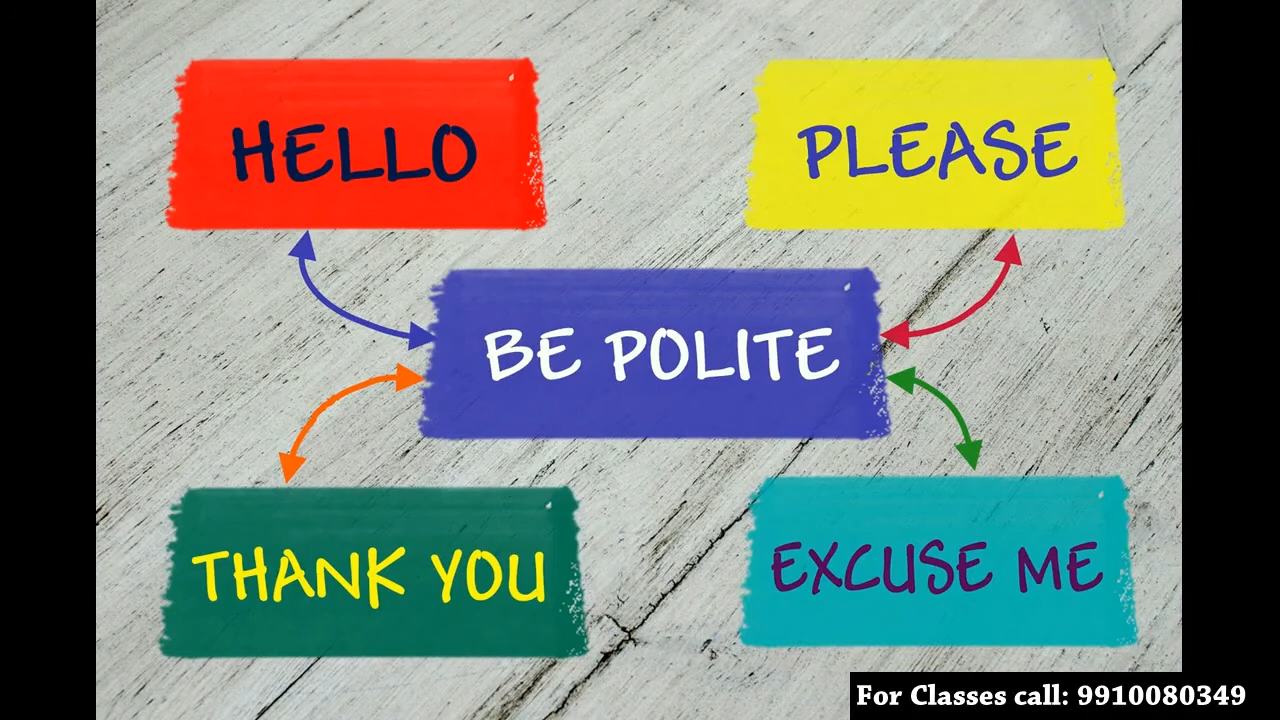 HELLO
PLEASE
BE POLITE
THANK YOU
EXCUSE ME
For Classes call: 9910080349